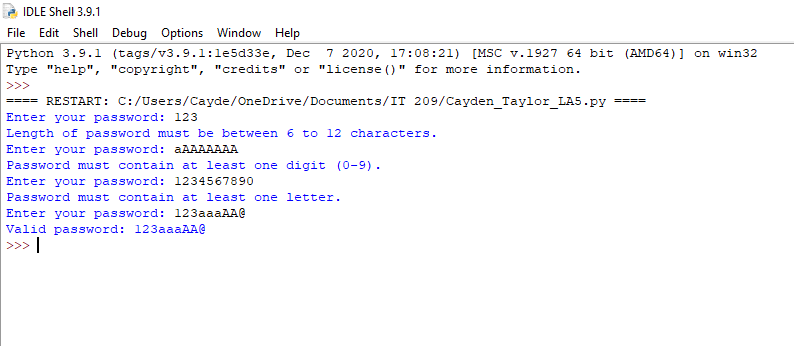 IDLE Shell 3.9.1
File Edit Shell Debug Options Window Help
Python 3.9.1 (tags/v3.9.1:1e5d33e, Dec  7 2020, 17:08:21) [MSC v.1927 64 bit (AMD64)] on win32
Type "help", "copyright", "credits" or "license()" for more information.
>>>
==== RESTART: C:/Users/Cayde/OneDrive/Documents/IT 209/Cayden_Taylor_LA5.py ====
Enter your password: 123
Length of password must be between 6 to 12 characters.
Enter your password: aAAAAAAA
Password must contain at least one digit (0-9).
Enter your password: 1234567890
Password must contain at least one letter.
Enter your password: 123aaaAA@
Valid password: 123aaaAA@
>>>